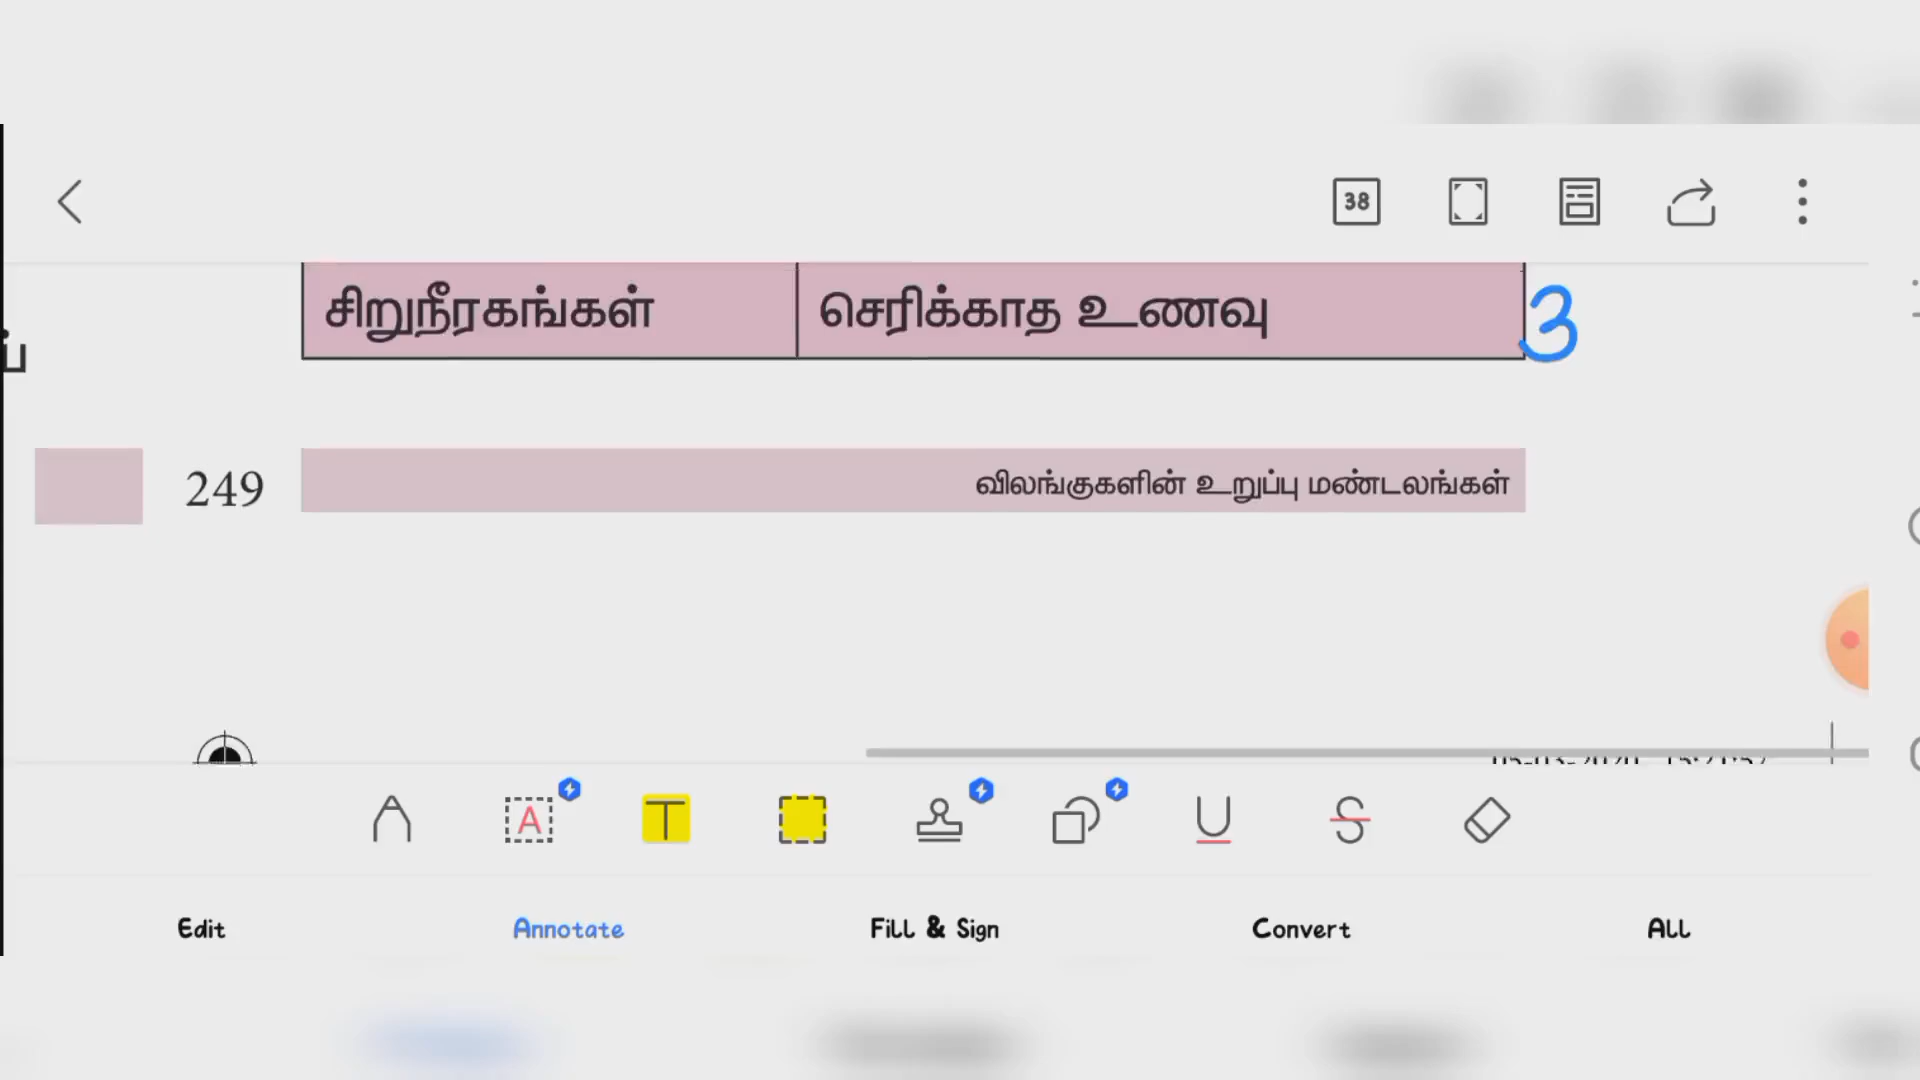 38
சிறுநீரகங்கள் செரிக்காத உணவு 3
ப்
249 விலங்குகளின் உறுப்பு மண்டலங்கள்
Edit Annotate Fill & Sign Convert All